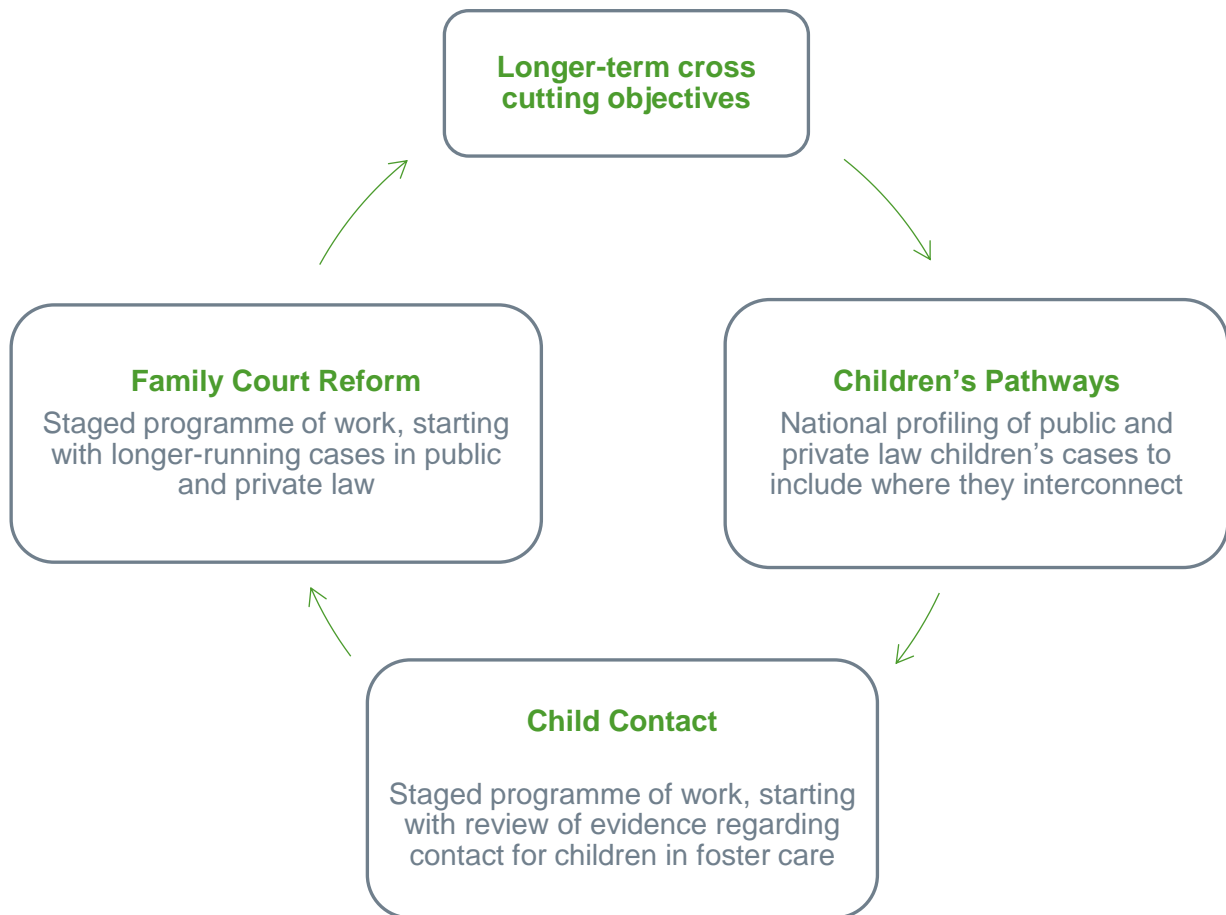 Longer-term cross
cutting objectives
Family Court Reform
Staged programme of work, starting
with longer-running cases in public
and private law
Children’s Pathways
National profiling of public and
private law children’s cases to
include where they interconnect
Child Contact
Staged programme of work, starting
with review of evidence regarding
contact for children in foster care